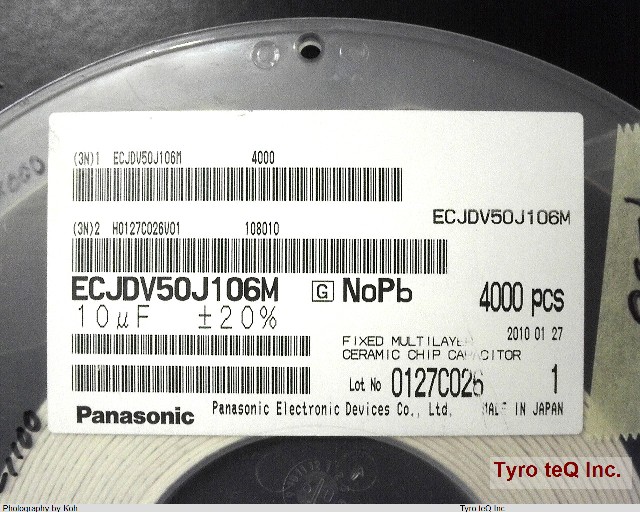 (3N)1 ECJDV50J106M 4000
ECJDV50J106M
(3N)2 H0127C026V01 108010
ECJDV50J106M G NoPb 4000 pcs
10μF ±20%
2010 01 27
FIXED MULTILAYER
CERAMIC CHIP CAPACITOR
Lot No 0127C026 1
Panasonic Panasonic Electronic Devices Co., Ltd. MADE IN JAPAN
Tyro teQ Inc.
Photography by Koh Tyro teQ Inc